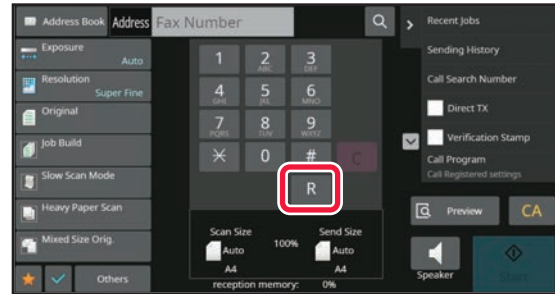 Address Book
Address
Fax Number
Recent Jobs
Exposure
Auto
Resolution
Super Fine
Original
Job Build
Slow Scan Mode
Heavy Paper Scan
Mixed Size Orig.
Others
1
2
ABC
3
DEF
4
GHI
5
JKL
6
MNO
7
PQRS
8
TUV
9
WXYZ
0
#
C
R
Scan Size
Send Size
Auto
100%
Auto
A4
A4
reception memory: 0%
Sending History
Call Search Number
Direct TX
Verification Stamp
Call Program
Call Registered settings
Preview
CA
Speaker
Start